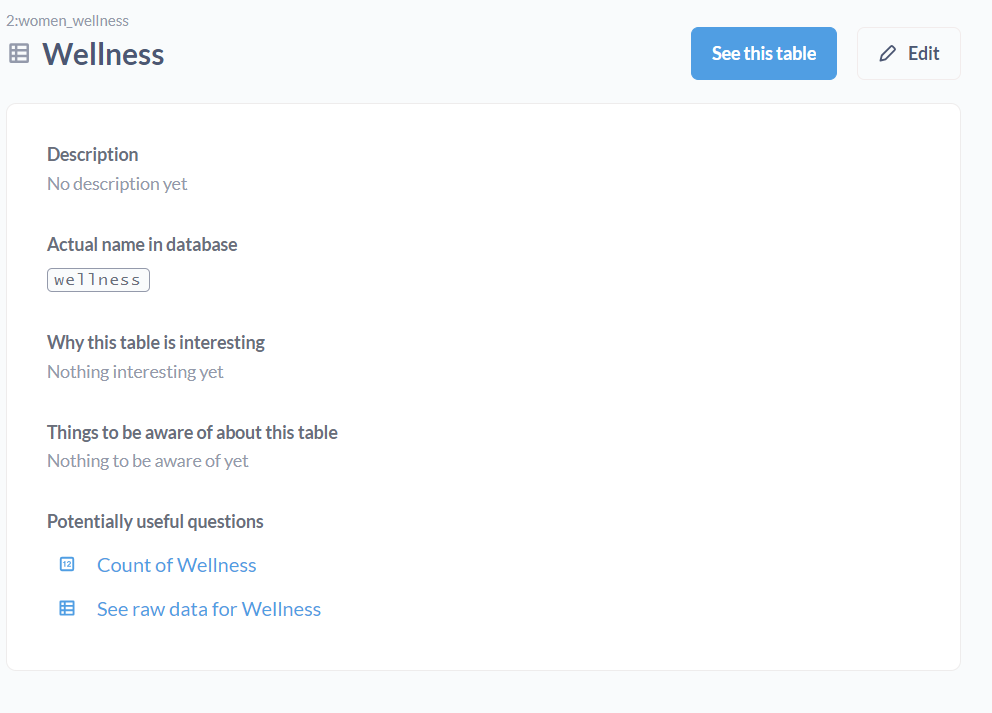 2:women_wellness
Wellness
See this table
Edit
Description
No description yet
Actual name in database
wellness
Why this table is interesting
Nothing interesting yet
Things to be aware of about this table
Nothing to be aware of yet
Potentially useful questions
12
Count of Wellness
See raw data for Wellness